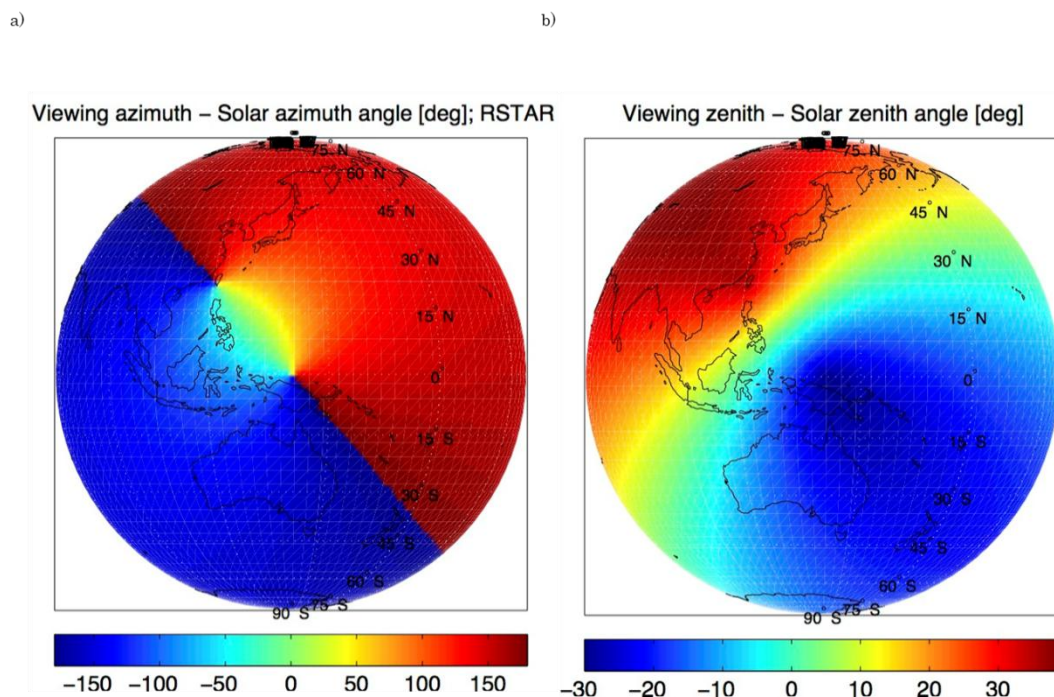 a)
b)
Viewing azimuth – Solar azimuth angle [deg]; RSTAR
75° N
60° N
45° N
30° N
15° N
0°
15° S
30° S
45° S
60° S
75° S
90° S
−150 −100 −50 0 50 100 150
Viewing zenith – Solar zenith angle [deg]
75° N
60° N
45° N
30° N
15° N
0°
15° S
30° S
45° S
60° S
75° S
90° S
−30 −20 −10 0 10 20 30